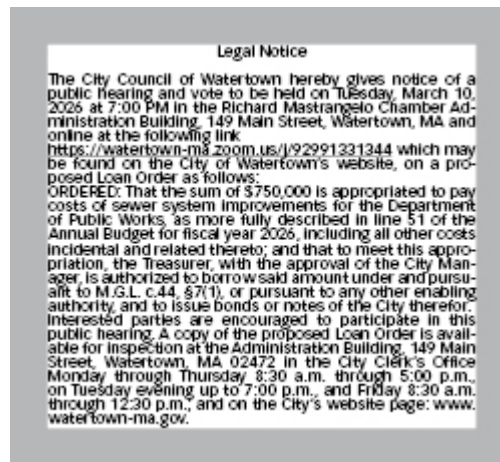 Legal Notice
The City Council of Watertown hereby gives notice of a
public hearing and vote to be held on Tuesday, March 10,
2026 at 7:00 PM in the Richard Mastrangelo Chamber Ad-
ministration Building, 149 Main Street, Watertown, MA and
online at the following link
https://watertown-ma.zoom.us/j/92991331344 which may
be found on the City of Watertown's website, on a pro-
posed Loan Order as follows:
ORDERED: That the sum of $750,000 is appropriated to pay
costs of sewer system improvements for the Department
of Public Works, as more fully described in line 51 of the
Annual Budget for fiscal year 2026, including all other costs
incidental and related thereto; and that to meet this appro-
priation, the Treasurer, with the approval of the City Man-
ager, is authorized to borrow said amount under and pursu-
ant to M.G.L. c.44, §7(1), or pursuant to any other enabling
authority, and to issue bonds or notes of the City therefor.
Interested parties are encouraged to participate in this
public hearing. A copy of the proposed Loan Order is avail-
able for inspection at the Administration Building, 149 Main
Street, Watertown, MA 02472 in the City Clerk's Office
Monday through Thursday 8:30 a.m. through 5:00 p.m.,
on Tuesday evening up to 7:00 p.m., and Friday 8:30 a.m.
through 12:30 p.m., and on the City's website page: www.
watertown-ma.gov.